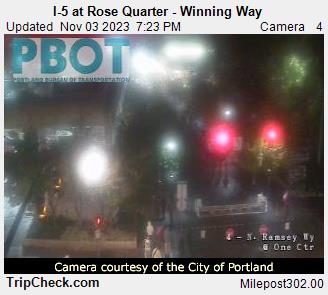 I-5 at Rose Quarter - Winning Way
Updated Nov 03 2023 7:23 PM Camera 4
PBOT
PORTLAND BUREAU OF TRANSPORTATION
4 - N. Ramsey Wy
@ One Ctr
Camera courtesy of the City of Portland
TripCheck.com Milepost302.00